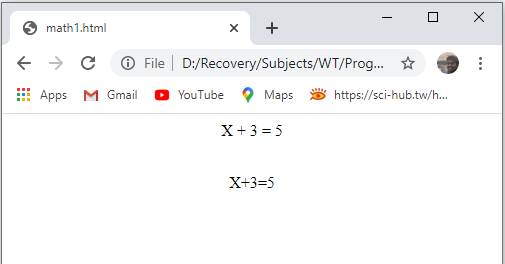 math1.html
File | D:/Recovery/Subjects/WT/Prog...
Apps Gmail YouTube Maps https://sci-hub.tw/h...
X + 3 = 5
X+3=5